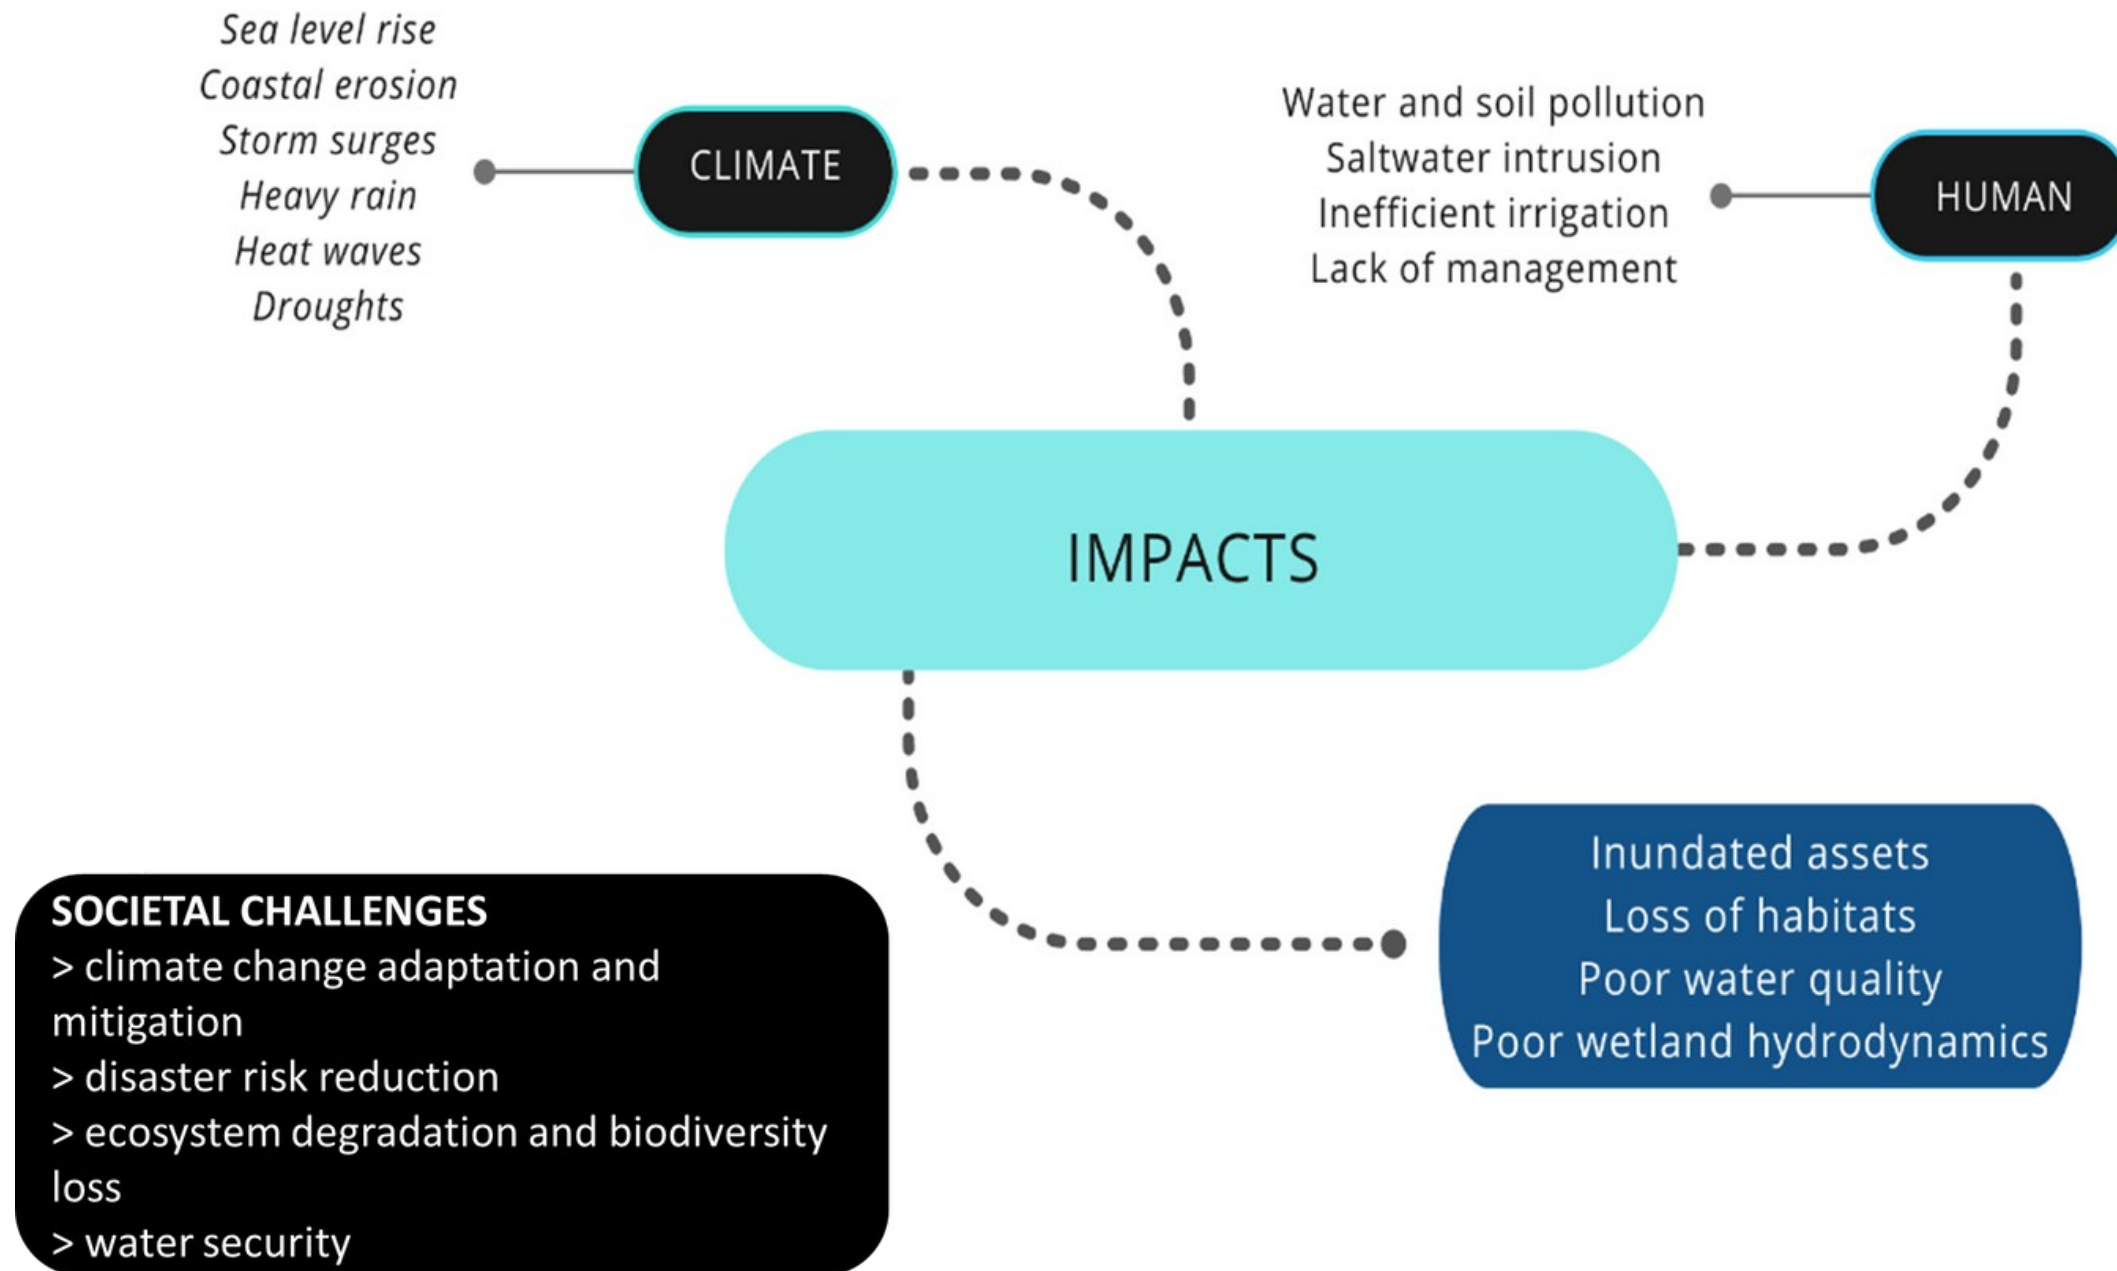 Sea level rise
Coastal erosion
Storm surges
Heavy rain
Heat waves
Droughts
CLIMATE
Water and soil pollution
Saltwater intrusion
Inefficient irrigation
Lack of management
HUMAN
IMPACTS
Inundated assets
Loss of habitats
Poor water quality
Poor wetland hydrodynamics
SOCIETAL CHALLENGES
> climate change adaptation and
mitigation
> disaster risk reduction
> ecosystem degradation and biodiversity
loss
> water security